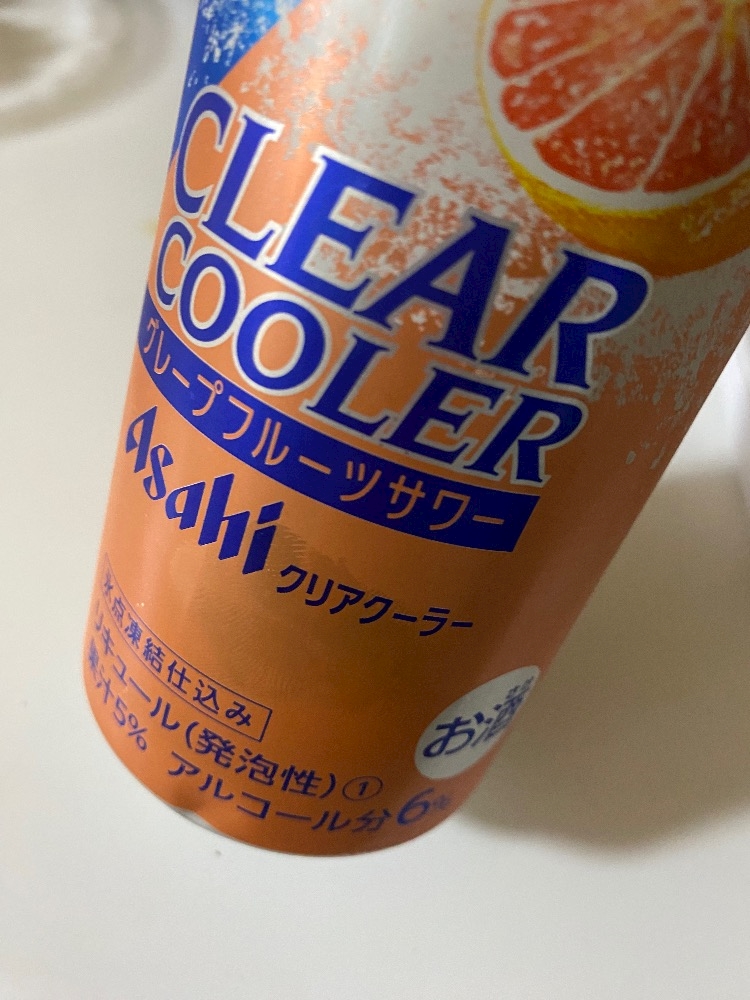 CLEAR
COOLER
グレープフルーツサワー
Asahi
クリアクーラー
氷点凍結仕込み
リキュール(発泡性)①
果汁5% アルコール分6%
お酒